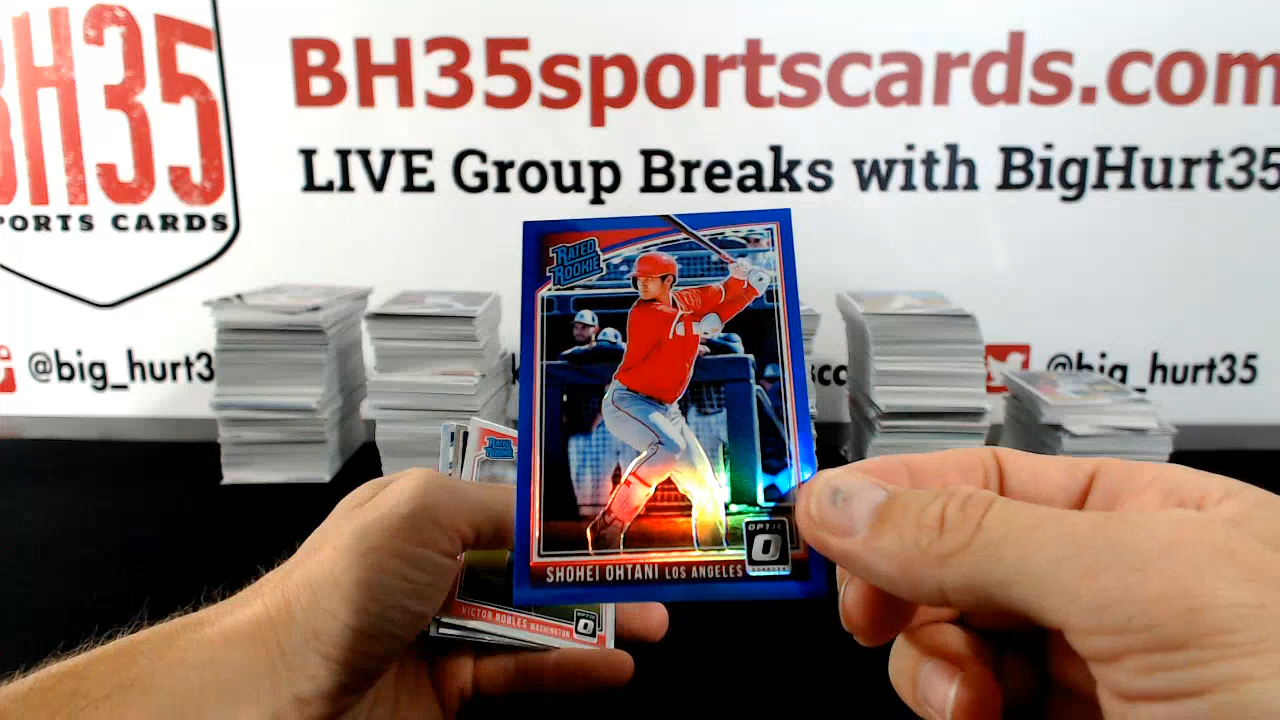 BH35
SPORTS CARDS
BH35sportscards.com
LIVE Group Breaks with BigHurt35
@big_hurt3
@big_hurt35
RATED
ROOKIE
OPTIC
SHOHEI OHTANI LOS ANGELES
RATED
ROOKIE
VICTOR ROBLES WASHINGTON